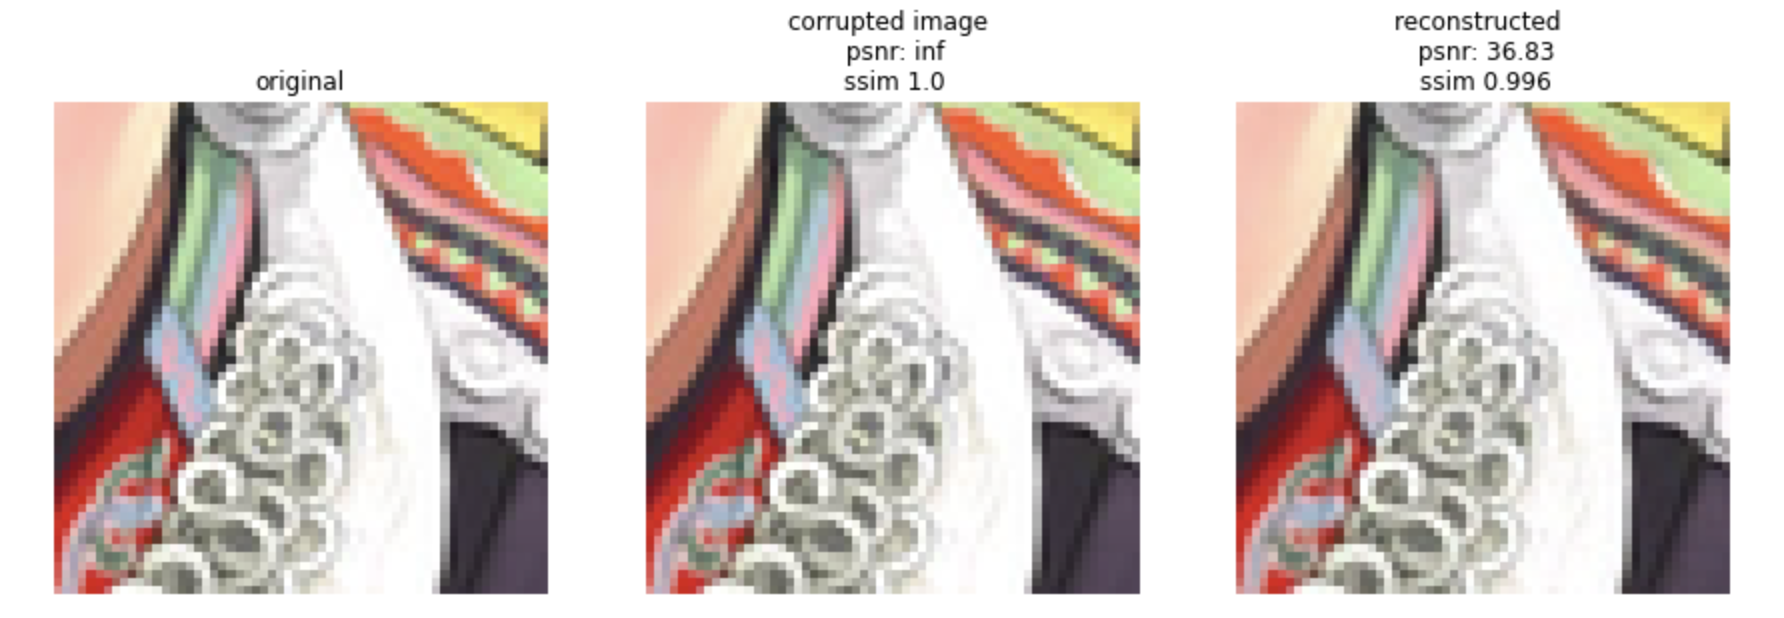 original
corrupted image
psnr: inf
ssim 1.0
reconstructed
psnr: 36.83
ssim 0.996